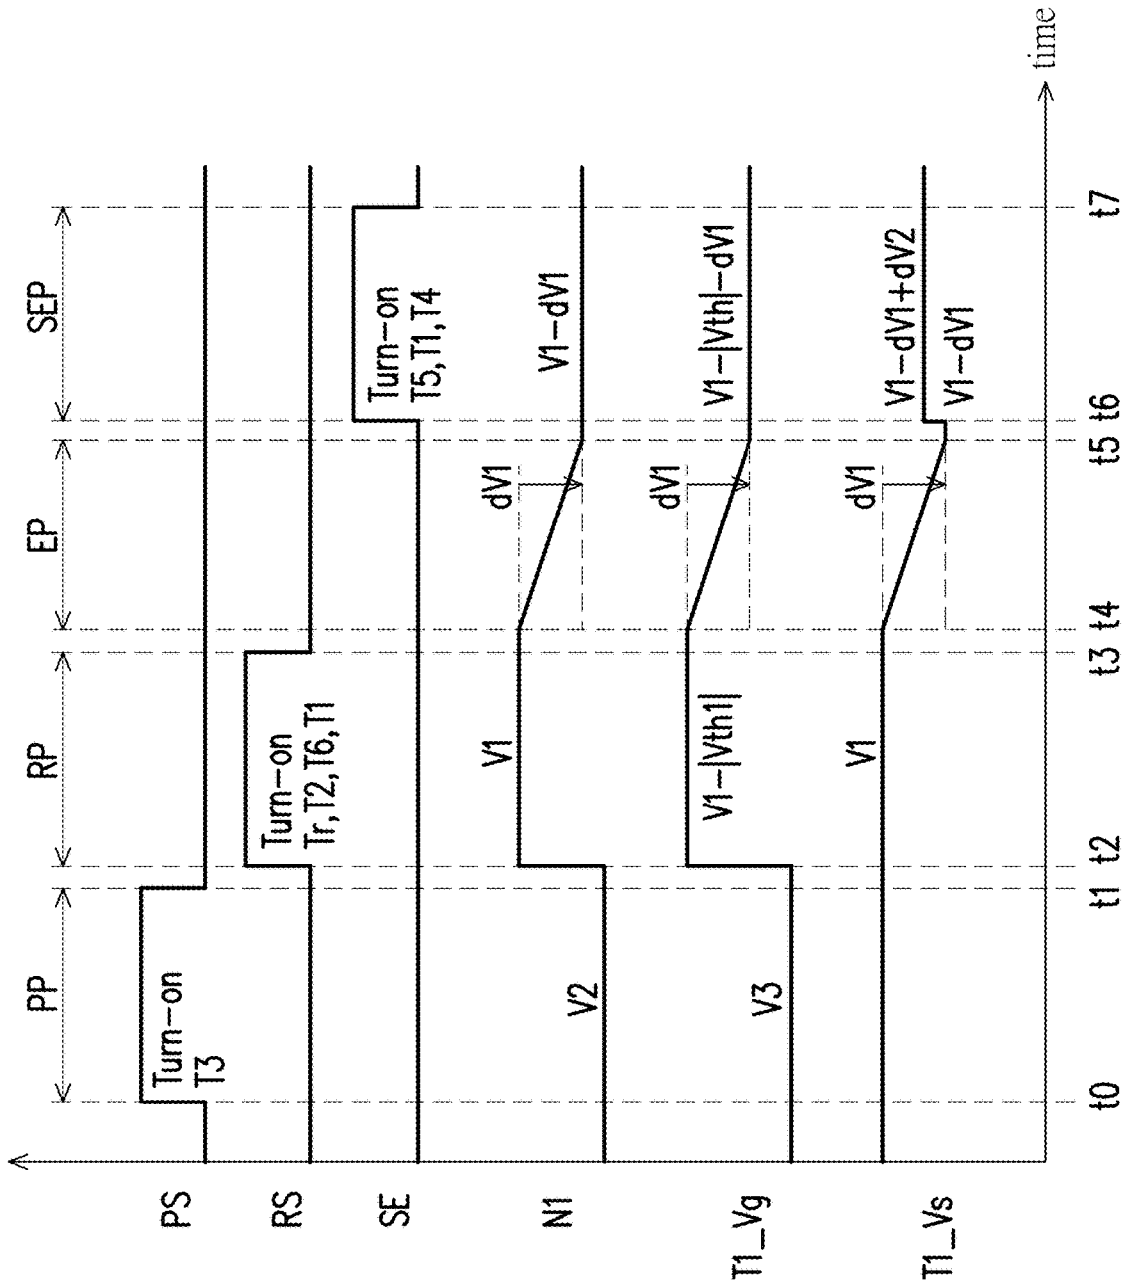 PP
RP
EP
SEP
PS
Turn-on
T3
RS
Turn-on
Tr,T2,T6,T1
SE
Turn-on
T5,T1,T4
N1
V2
V1
dV1
V1-dV1
T1_Vg
V3
V1-|Vth1|
dV1
V1-|Vth|-dV1
T1_Vs
V1
dV1
V1-dV1+dV2
V1-dV1
t0
t1
t2
t3
t4
t5
t6
t7
time